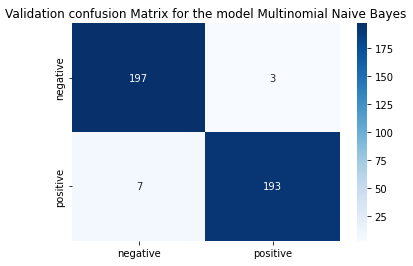 Validation confusion Matrix for the model Multinomial Naive Bayes
negative
197
3
positive
7
193
negative
positive
175
150
125
100
75
50
25